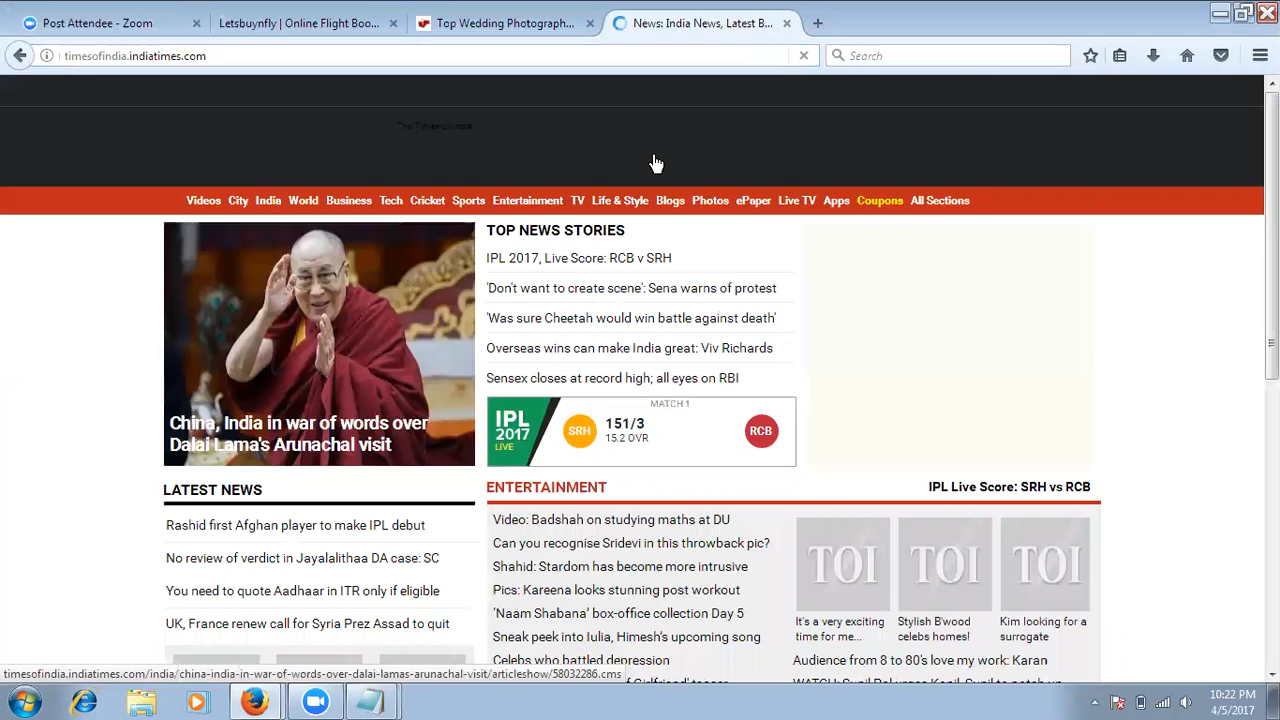 Post Attendee - Zoom
Letsbuynfly | Online Flight Boo...
Top Wedding Photograph...
News: India News, Latest B...
timesofindia.indiatimes.com
Search
The Times of India
Videos City India World Business Tech Cricket Sports Entertainment TV Life & Style Blogs Photos ePaper Live TV Apps Coupons All Sections
China, India in war of words over
Dalai Lama's Arunachal visit
TOP NEWS STORIES
IPL 2017, Live Score: RCB v SRH
'Don't want to create scene': Sena warns of protest
'Was sure Cheetah would win battle against death'
Overseas wins can make India great: Viv Richards
Sensex closes at record high; all eyes on RBI
MATCH 1
IPL
2017
LIVE
SRH
151/3
15.2 OVR
RCB
LATEST NEWS
Rashid first Afghan player to make IPL debut
No review of verdict in Jayalalithaa DA case: SC
You need to quote Aadhaar in ITR only if eligible
UK, France renew call for Syria Prez Assad to quit
ENTERTAINMENT
IPL Live Score: SRH vs RCB
Video: Badshah on studying maths at DU
Can you recognise Sridevi in this throwback pic?
Shahid: Stardom has become more intrusive
Pics: Kareena looks stunning post workout
'Naam Shabana' box-office collection Day 5
Sneak peek into Iulia, Himesh's upcoming song
Celebs who battled depression
TOI
TOI
TOI
It's a very exciting
time for me...
Stylish B'wood
celebs homes!
Kim looking for a
surrogate
Audience from 8 to 80's love my work: Karan
timesofindia.indiatimes.com/india/china-india-in-war-of-words-over-dalai-lamas-arunachal-visit/articleshow/58032286.cms
10:22 PM
4/5/2017